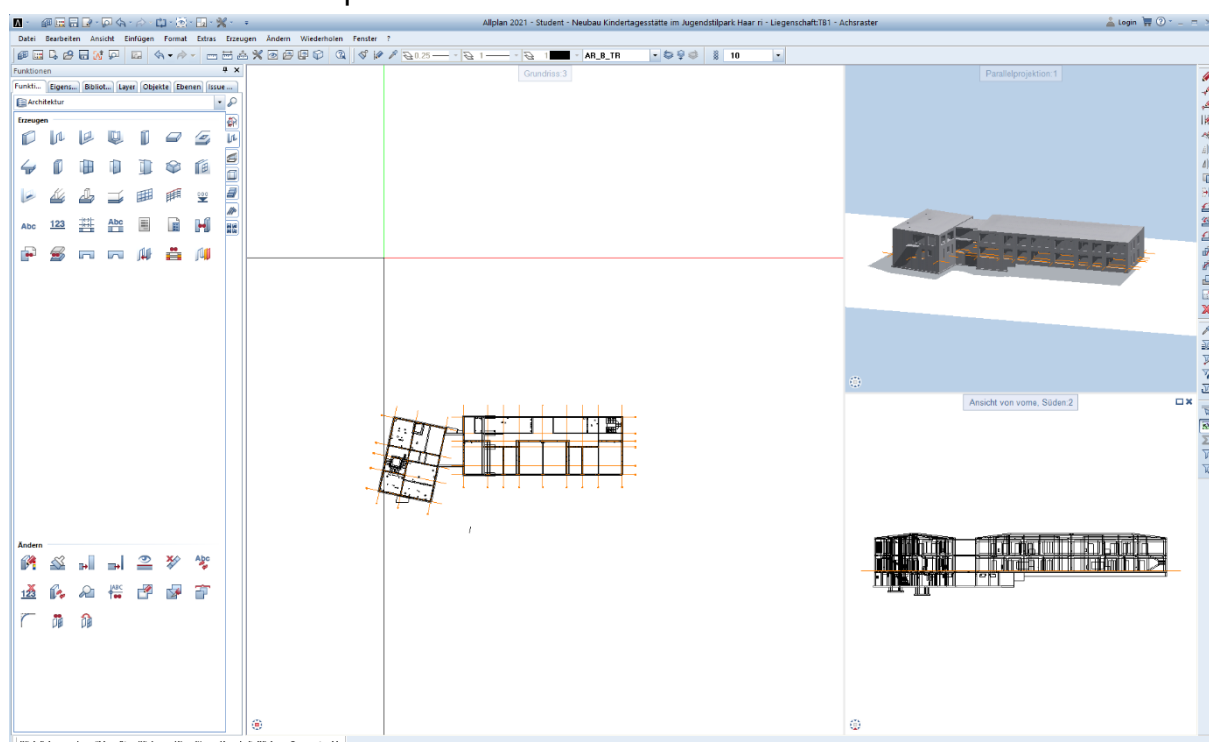 Allplan 2021 - Student - Neubau Kindertagesstätte im Jugendstilpark Haar ri - Liegenschaft:TB1 - Achsraster
Login
Datei Bearbeiten Ansicht Einfügen Format Extras Erzeugen Ändern Wiederholen Fenster ?
0.25 1 1 AR_B_TR 10
Funktionen
Funkti... Eigens... Bibliot... Layer Objekte Ebenen Issue ...
Architektur
Erzeugen
Abc 123 Abc
Ändern
Abc
123 ABC
Grundriss:3
Parallelprojektion:1
Ansicht von vorne, Süden:2